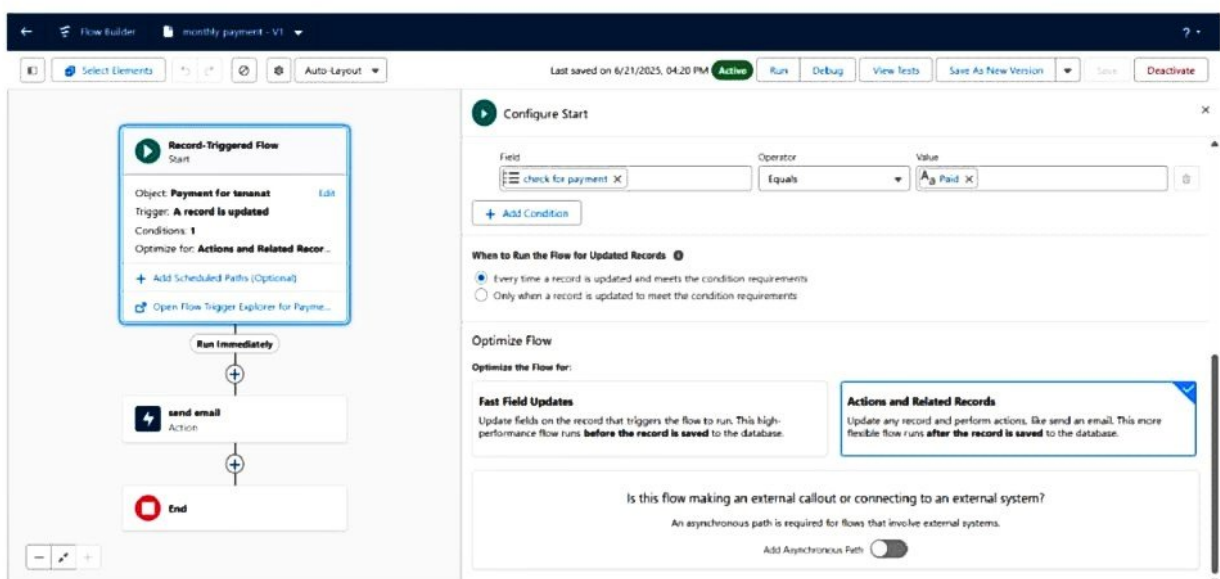 Flow Builder
monthly payment - V1
?
Select Elements
Auto-Layout
Last saved on 6/21/2025, 04:20 PM
Active
Run
Debug
View Tests
Save As New Version
Save
Deactivate
Record-Triggered Flow
Start
Object: Payment for tenanat
Edit
Trigger: A record is updated
Conditions: 1
Optimize for: Actions and Related Recor...
+ Add Scheduled Paths (Optional)
Open Flow Trigger Explorer for Payme...
Run Immediately
send email
Action
End
Configure Start
Field
Operator
Value
check for payment
Equals
Aa Paid
+ Add Condition
When to Run the Flow for Updated Records
Every time a record is updated and meets the condition requirements
Only when a record is updated to meet the condition requirements
Optimize Flow
Optimize the Flow for:
Fast Field Updates
Update fields on the record that triggers the flow to run. This high-
performance flow runs before the record is saved to the database.
Actions and Related Records
Update any record and perform actions, like send an email. This more
flexible flow runs after the record is saved to the database.
Is this flow making an external callout or connecting to an external system?
An asynchronous path is required for flows that involve external systems.
Add Asynchronous Path